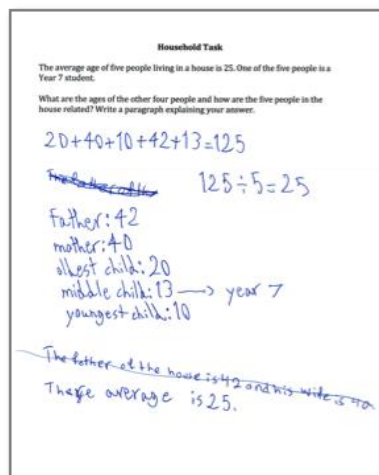 Household Task
The average age of five people living in a house is 25. One of the five people is a
Year 7 student.
What are the ages of the other four people and how are the five people in the
house related? Write a paragraph explaining your answer.
20+40+10+42+13=125
The father of the
125÷5=25
father:42
mother:40
olhest child:20
middle child:13 → year 7
youngest child:10
The father of the house is 42 and his wife is 40
There average is 25.